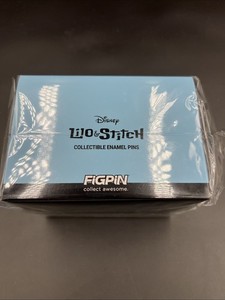 Disney
Lilo & Stitch
COLLECTIBLE ENAMEL PINS
FiGPiN
collect awesome.